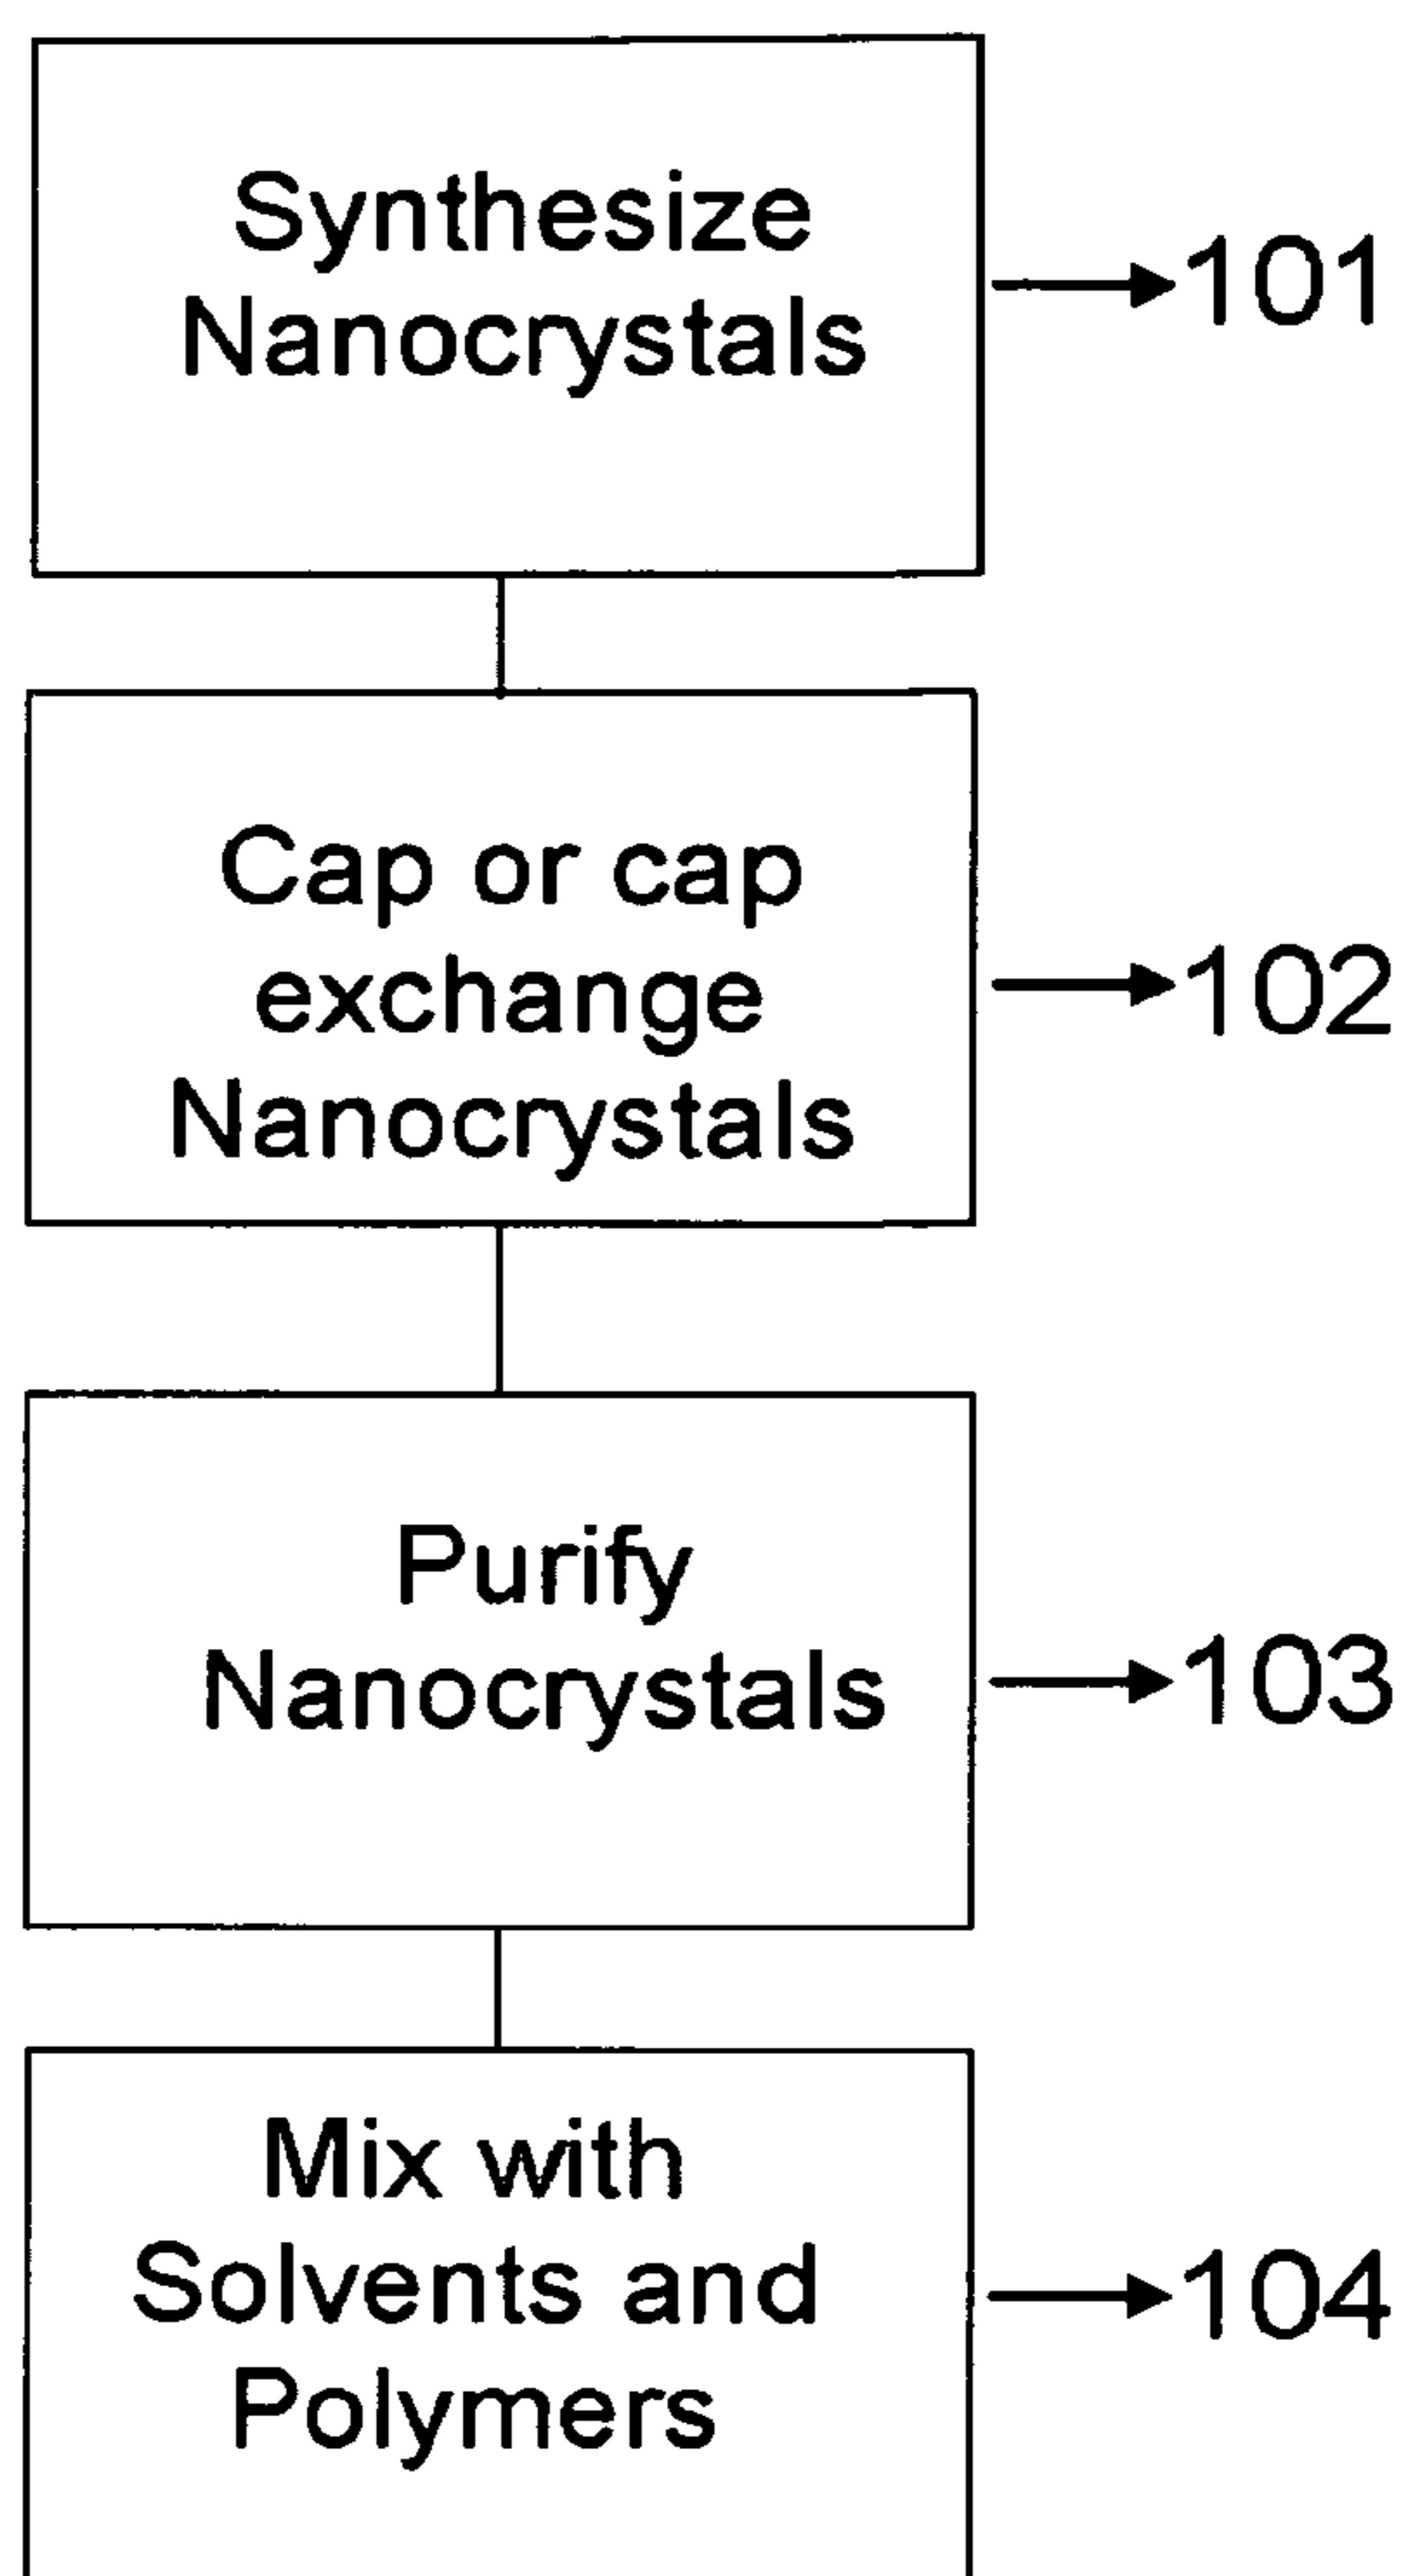 Synthesize
Nanocrystals
101
Cap or cap
exchange
Nanocrystals
102
Purify
Nanocrystals
103
Mix with
Solvents and
Polymers
104